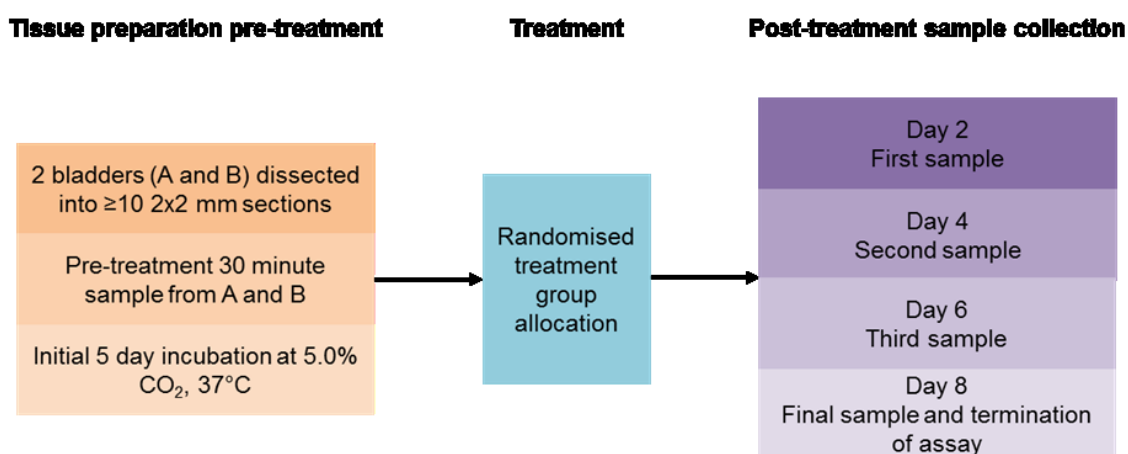 Tissue preparation pre-treatment
Treatment
Post-treatment sample collection
2 bladders (A and B) dissected
into ≥10 2x2 mm sections
Pre-treatment 30 minute
sample from A and B
Initial 5 day incubation at 5.0%
CO₂, 37°C
Randomised
treatment
group
allocation
Day 2
First sample
Day 4
Second sample
Day 6
Third sample
Day 8
Final sample and termination
of assay